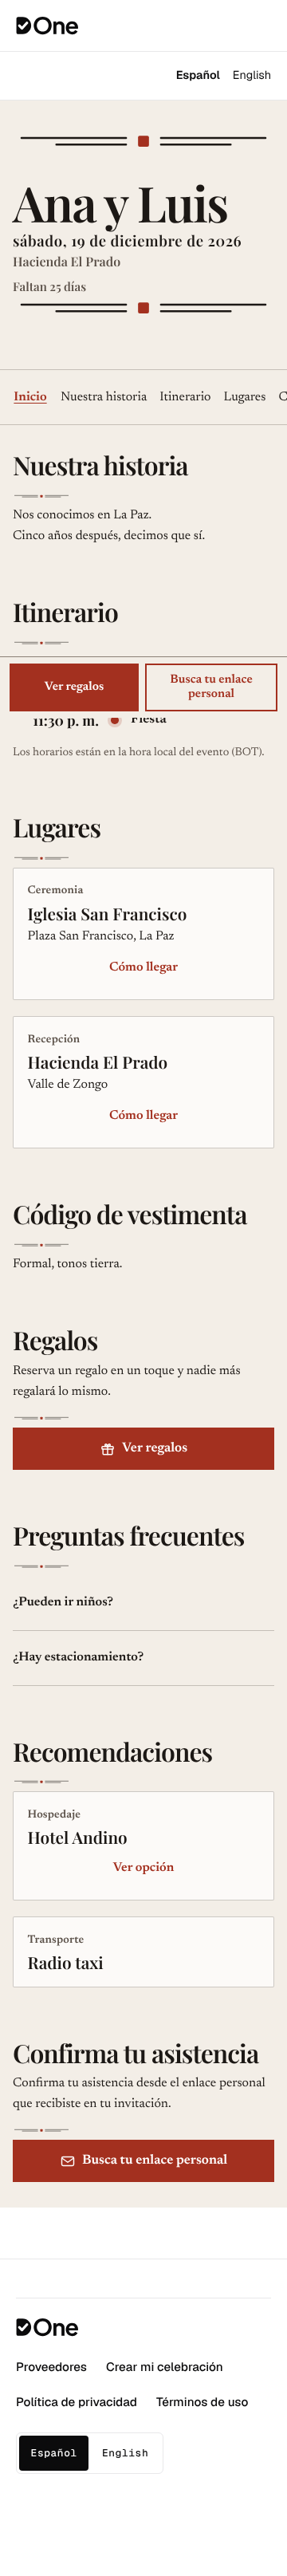 One
Español English
Ana y Luis
sábado, 19 de diciembre de 2026
Hacienda El Prado
Faltan 25 días
Inicio Nuestra historia Itinerario Lugares C
Nuestra historia
Nos conocimos en La Paz.
Cinco años después, decimos que sí.
Itinerario
Ver regalos
Busca tu enlace
personal
11:30 p. m. Fiesta
Los horarios están en la hora local del evento (BOT).
Lugares
Ceremonia
Iglesia San Francisco
Plaza San Francisco, La Paz
Cómo llegar
Recepción
Hacienda El Prado
Valle de Zongo
Cómo llegar
Código de vestimenta
Formal, tonos tierra.
Regalos
Reserva un regalo en un toque y nadie más
regalará lo mismo.
Ver regalos
Preguntas frecuentes
¿Pueden ir niños?
¿Hay estacionamiento?
Recomendaciones
Hospedaje
Hotel Andino
Ver opción
Transporte
Radio taxi
Confirma tu asistencia
Confirma tu asistencia desde el enlace personal
que recibiste en tu invitación.
Busca tu enlace personal
One
Proveedores Crear mi celebración
Política de privacidad Términos de uso
Español English